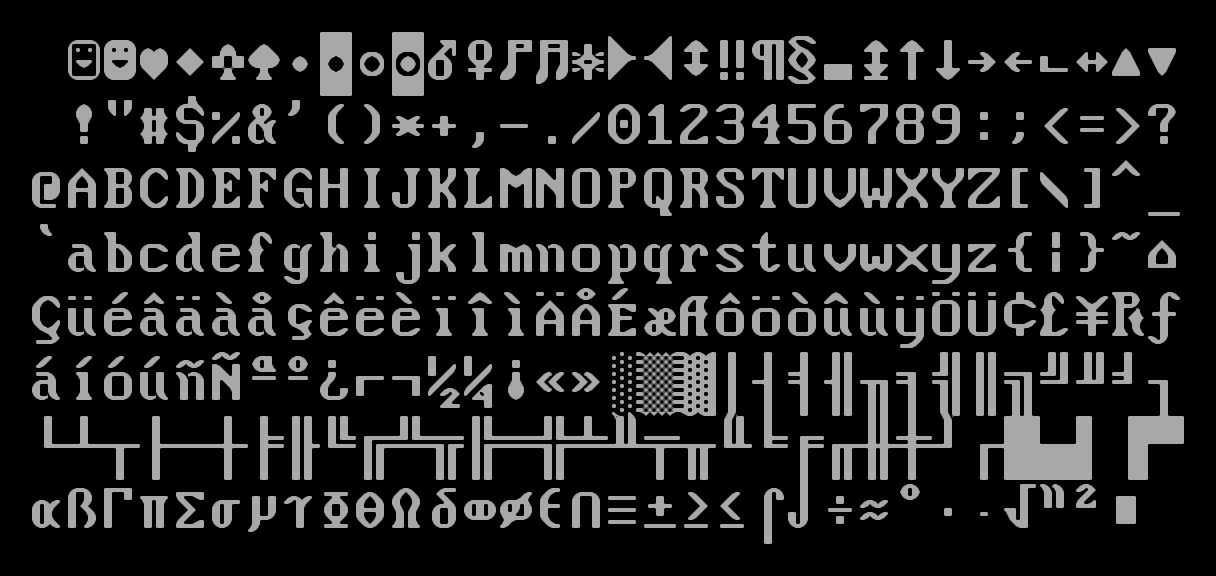 ☺☻♥♦♣♠•◘○◙♂♀♪♫☼►◄↕‼¶§▬↨↑↓→←∟↔▲▼
!"#$%&'()*+,-./0123456789:;<=>?
@ABCDEFGHIJKLMNOPQRSTUVWXYZ[\]^_
`abcdefghijklmnopqrstuvwxyz{¦}~⌂
ÇüéâäàåçêëèïîìÄÅÉæÆôöòûùÿÖÜ¢£¥₧ƒ
áíóúñÑªº¿⌐¬½¼¡«»░▒▓│┤╡╢╖╕╣║╗╝╜╛┐
└┴┬├─┼╞╟╚╔╩╦╠═╬╧╨╤╥╙╘╒╓╫╪┘┌█▄▌▐▀
αßΓπΣσµτΦΘΩδ∞φε∩≡±≥≤⌠⌡÷≈°∙·√ⁿ²■